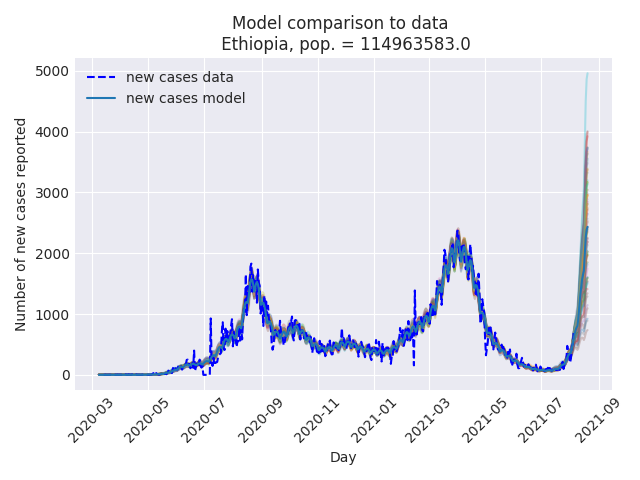 Model comparison to data
Ethiopia, pop. = 114963583.0
new cases data
new cases model
Number of new cases reported
5000
4000
3000
2000
1000
0
2020-03
2020-05
2020-07
2020-09
2020-11
2021-01
2021-03
2021-05
2021-07
2021-09
Day